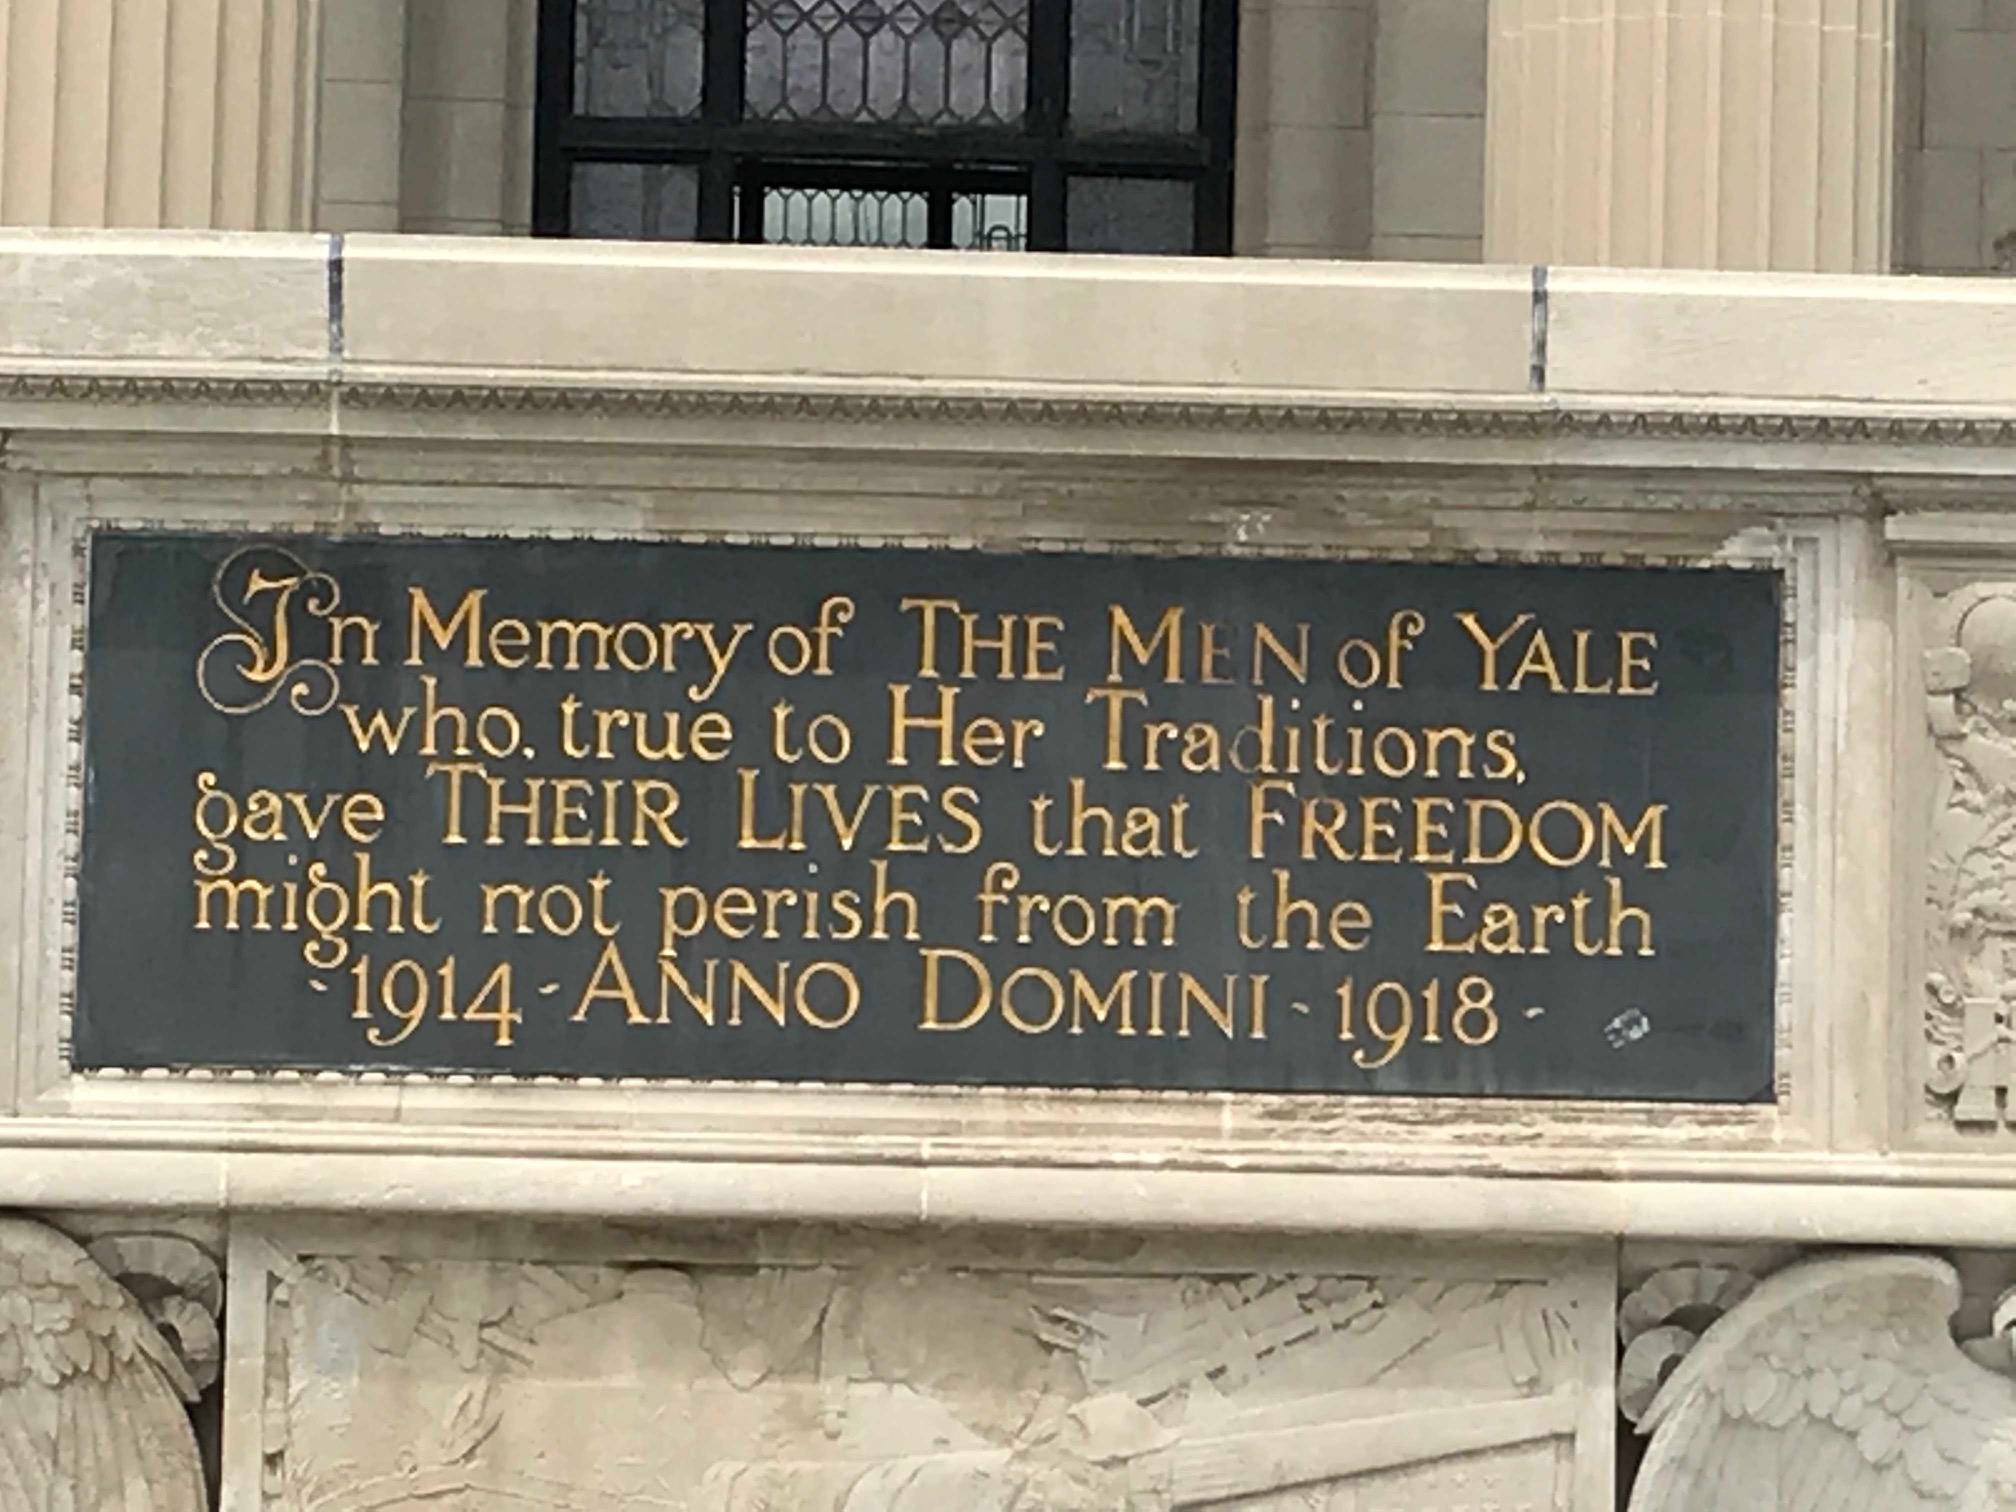 In Memory of THE MEN of YALE
who, true to Her Traditions,
gave THEIR LIVES that FREEDOM
might not perish from the Earth
- 1914 - ANNO DOMINI - 1918 -